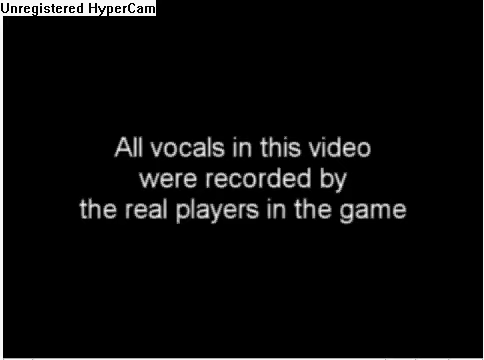 Unregistered HyperCam
All vocals in this video
were recorded by
the real players in the game